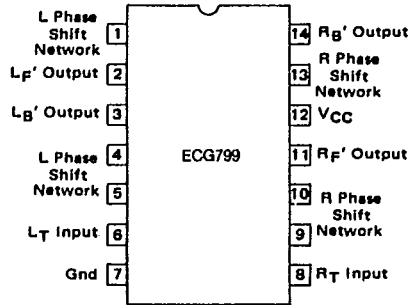 L Phase
Shift
Network
1
14
RB′ Output
LF′ Output
2
13
R Phase
Shift
Network
LB′ Output
3
12
VCC
L Phase
Shift
Network
4
5
ECG799
11
RF′ Output
10
9
R Phase
Shift
Network
LT Input
6
Gnd
7
8
RT Input